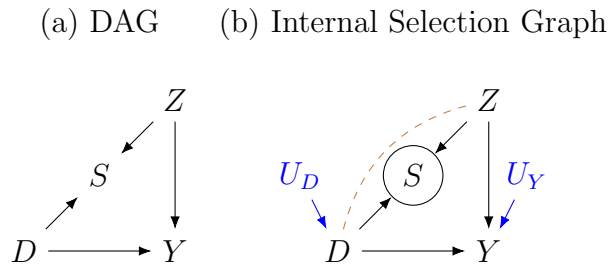 (a) DAG (b) Internal Selection Graph
Z Z
S U_D S U_Y
D Y D Y